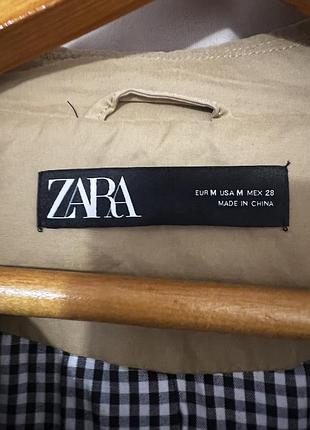 ZARA
EUR M USA M MEX 28
MADE IN CHINA